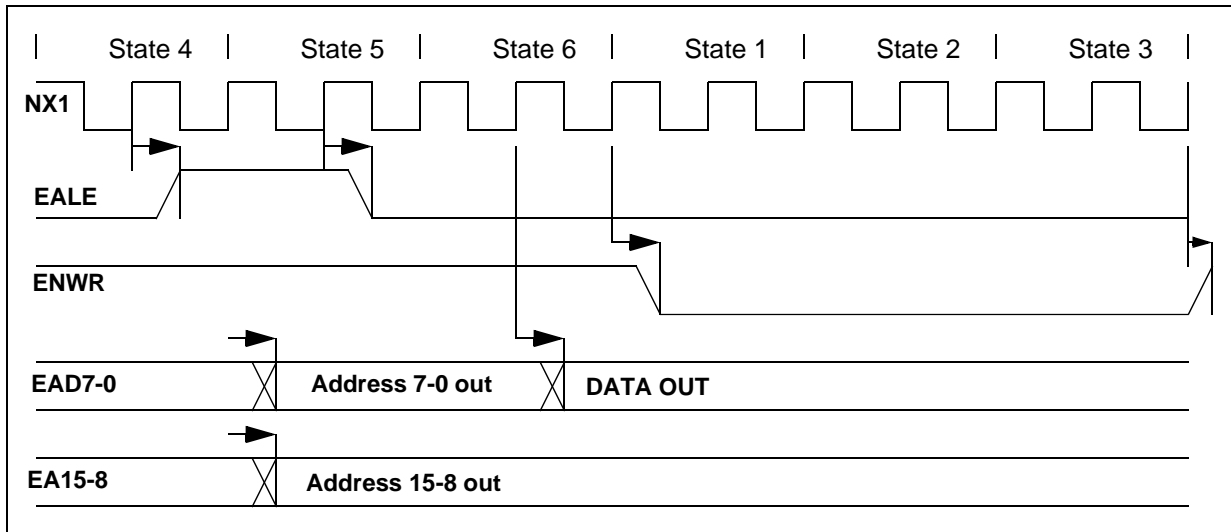 State 4 State 5 State 6 State 1 State 2 State 3
NX1
EALE
ENWR
EAD7-0 Address 7-0 out DATA OUT
EA15-8 Address 15-8 out